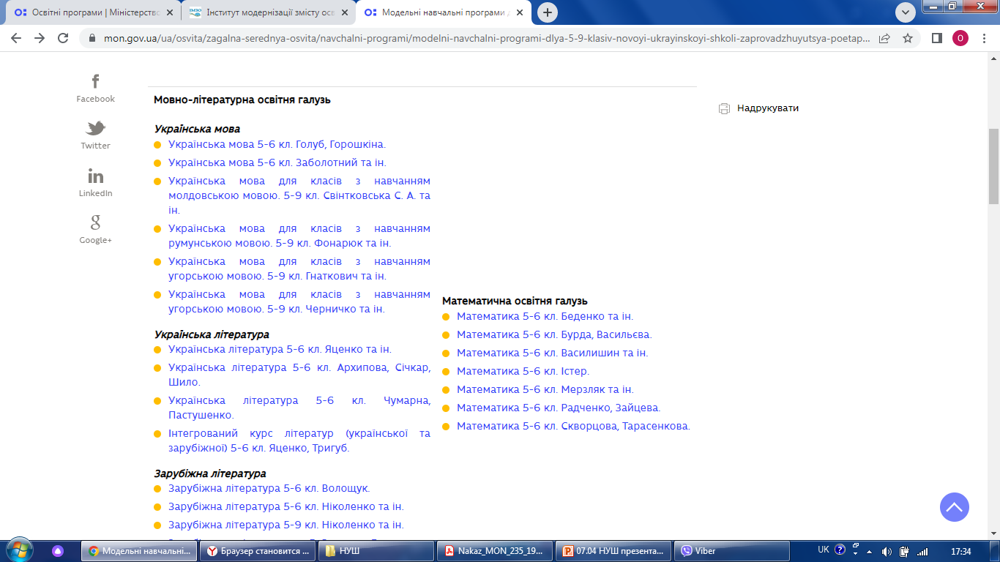 Освітні програми | Міністерство
Інститут модернізації змісту осв
Модельні навчальні програми д
mon.gov.ua/ua/osvita/zagalna-serednya-osvita/navchalni-programi/modelni-navchalni-programi-dlya-5-9-klasiv-novoyi-ukrayinskoyi-shkoli-zaprovadzhuyutsya-poetap...
О
Facebook
Twitter
LinkedIn
Google+
Надрукувати
Мовно-літературна освітня галузь
Українська мова
Українська мова 5-6 кл. Голуб, Горошкіна.
Українська мова 5-6 кл. Заболотний та ін.
Українська мова для класів з навчанням
молдовською мовою. 5-9 кл. Свінтковська С. А. та
ін.
Українська мова для класів з навчанням
румунською мовою. 5-9 кл. Фонарюк та ін.
Українська мова для класів з навчанням
угорською мовою. 5-9 кл. Гнаткович та ін.
Українська мова для класів з навчанням
угорською мовою. 5-9 кл. Черничко та ін.
Українська література
Українська література 5-6 кл. Яценко та ін.
Українська література 5-6 кл. Архипова, Січкар,
Шило.
Українська література 5-6 кл. Чумарна,
Пастушенко.
Інтегрований курс літератур (української та
зарубіжної) 5-6 кл. Яценко, Тригуб.
Зарубіжна література
Зарубіжна література 5-6 кл. Волощук.
Зарубіжна література 5-6 кл. Ніколенко та ін.
Зарубіжна література 5-9 кл. Ніколенко та ін.
Математична освітня галузь
Математика 5-6 кл. Беденко та ін.
Математика 5-6 кл. Бурда, Васильєва.
Математика 5-6 кл. Василишин та ін.
Математика 5-6 кл. Істер.
Математика 5-6 кл. Мерзляк та ін.
Математика 5-6 кл. Радченко, Зайцева.
Математика 5-6 кл. Скворцова, Тарасенкова.
Модельні навчальні...
Браузер становится ...
НУШ
Nakaz_MON_235_19...
07.04 НУШ презента...
Viber
UK
17:34